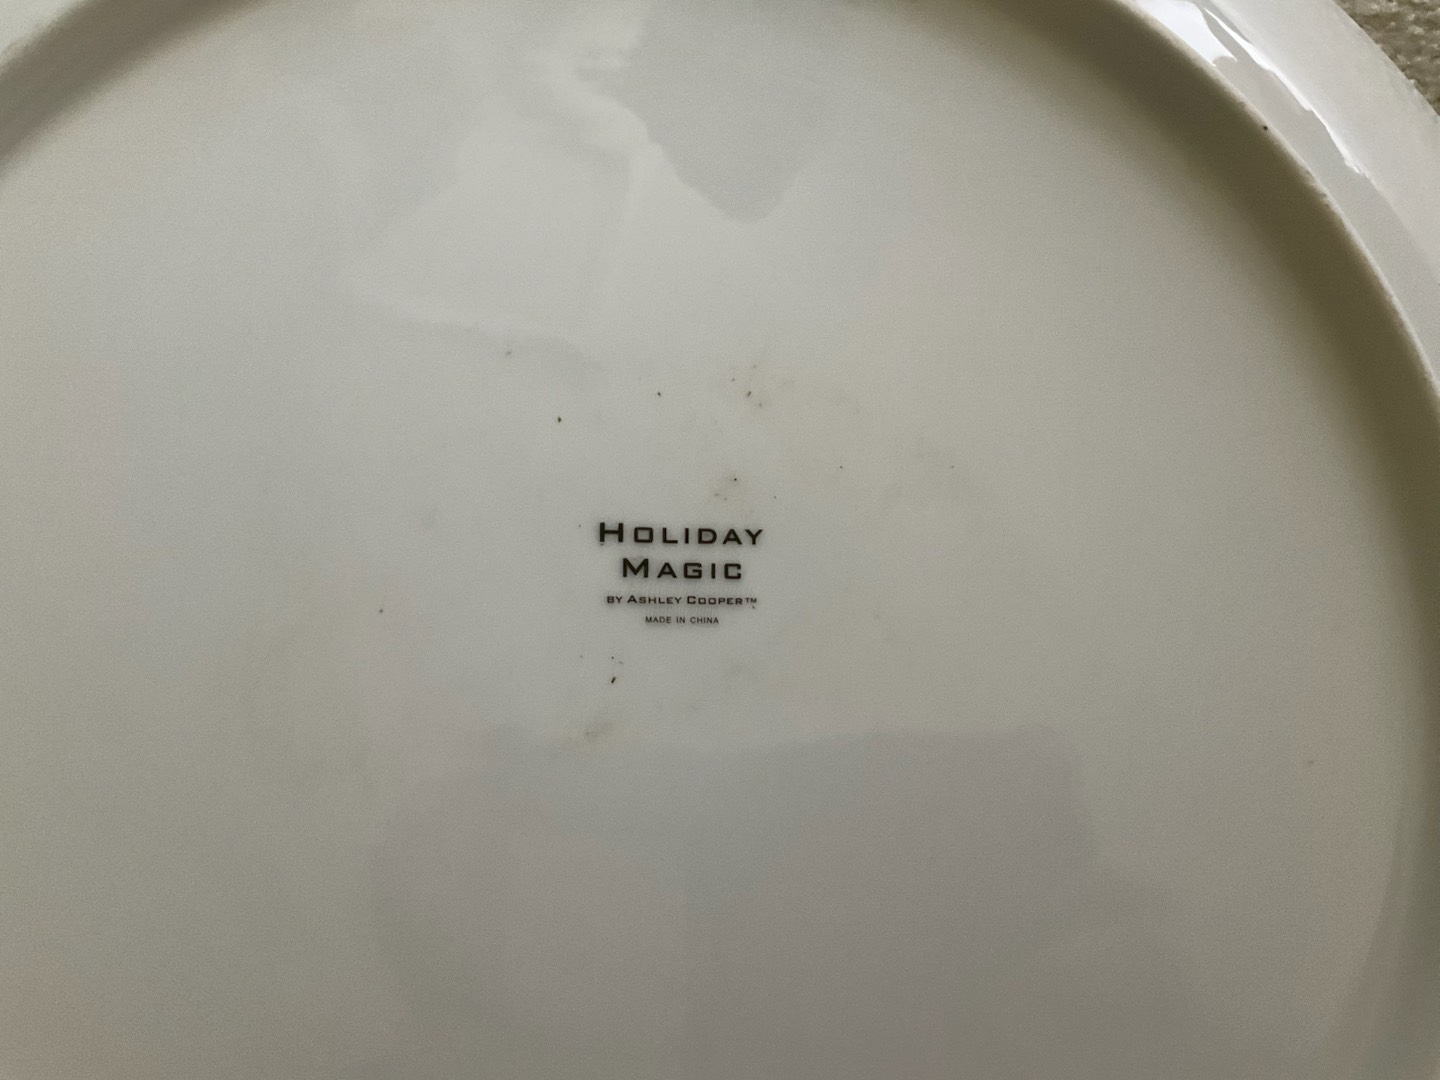 HOLIDAY
MAGIC
BY ASHLEY COOPER™
MADE IN CHINA